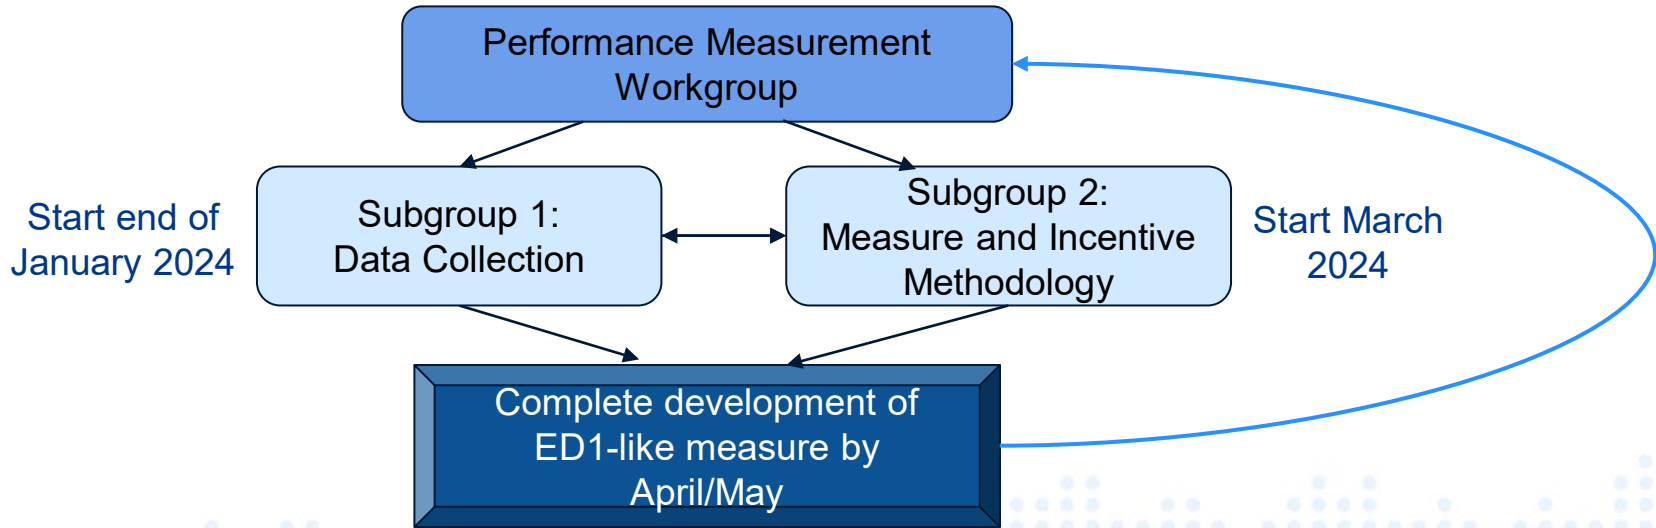 Performance Measurement
Workgroup
Start end of
January 2024
Subgroup 1:
Data Collection
Subgroup 2:
Measure and Incentive
Methodology
Start March
2024
Complete development of
ED1-like measure by
April/May